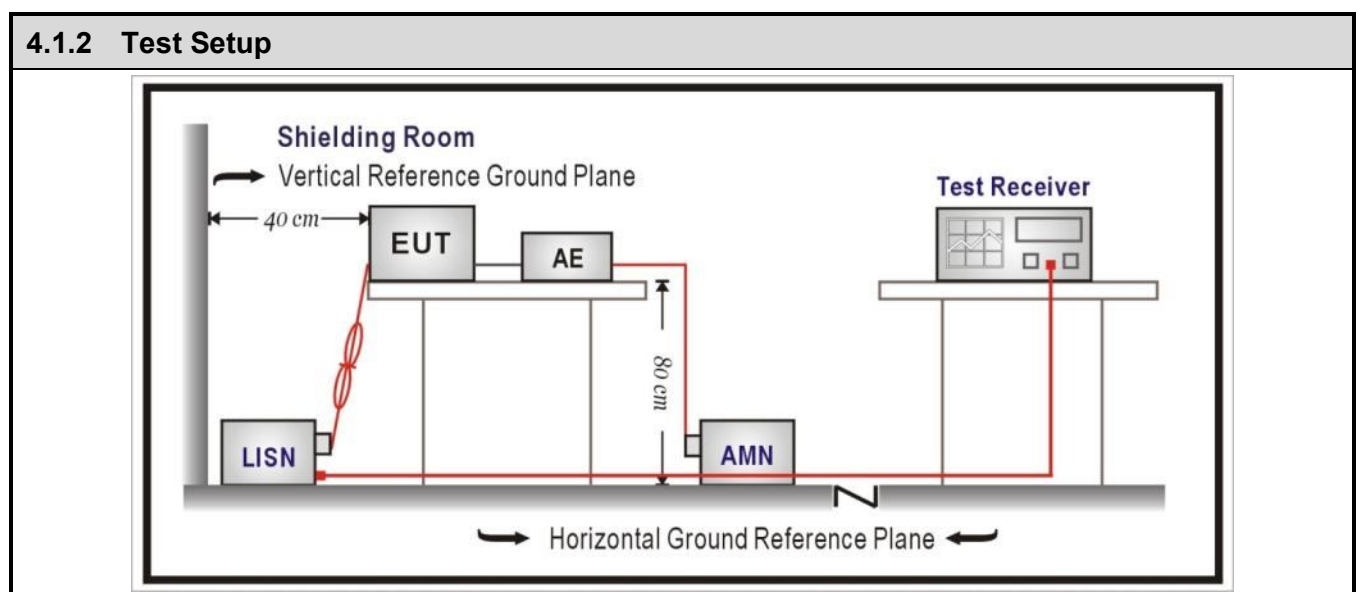 4.1.2 Test Setup
Shielding Room
Vertical Reference Ground Plane
40 cm
EUT
AE
Test Receiver
80 cm
LISN
AMN
Horizontal Ground Reference Plane